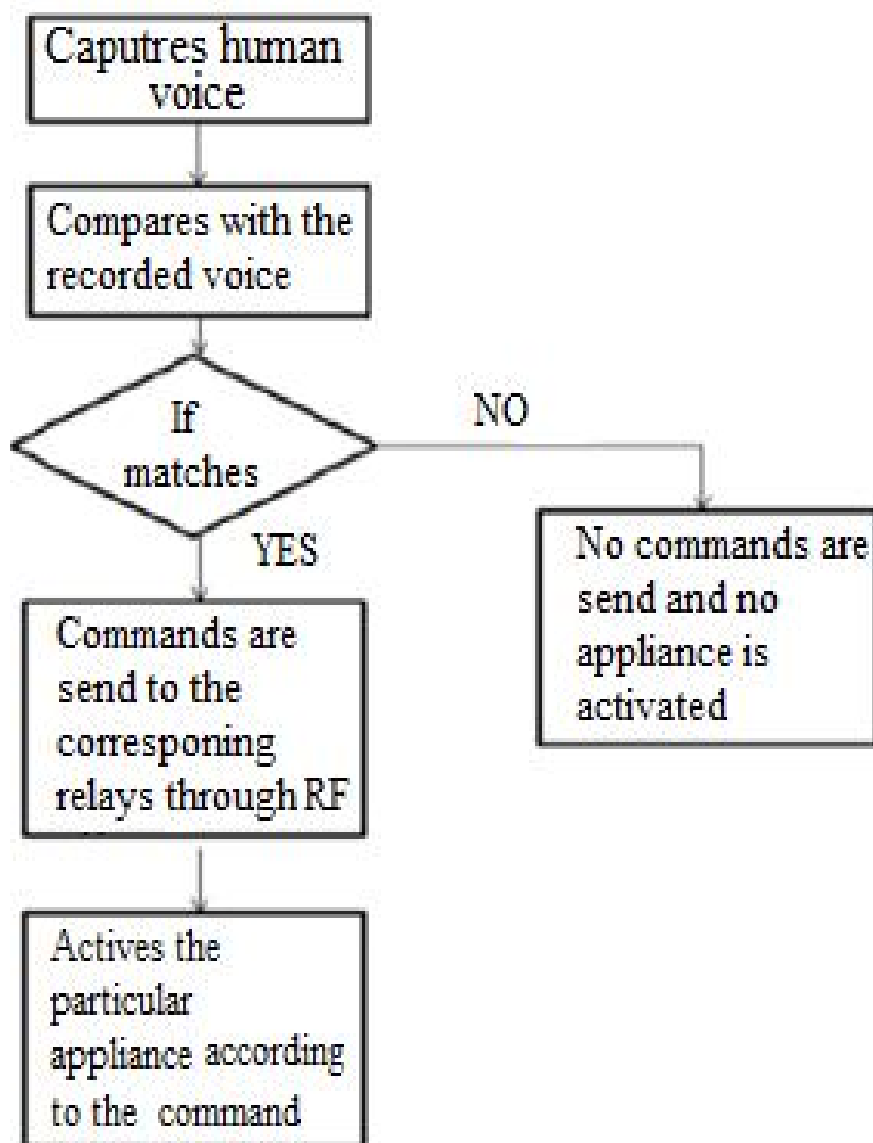 Caputres human
voice
Compares with the
recorded voice
If
matches
NO
YES
No commands are
send and no
appliance is
activated
Commands are
send to the
corresponing
relays through RF
Actives the
particular
appliance according
to the command